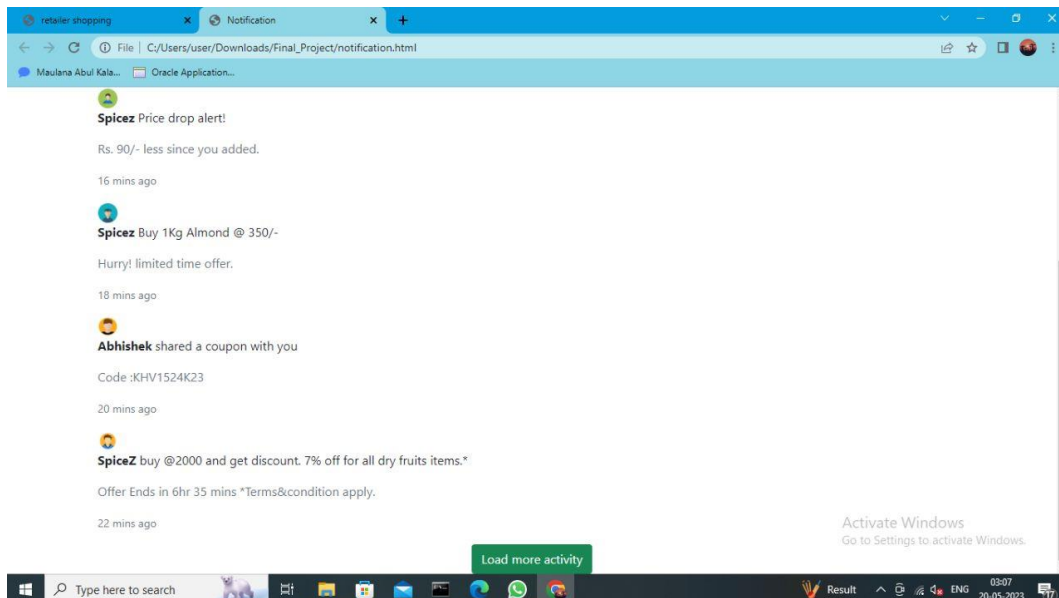 retailer shopping
Notification
File | C:/Users/user/Downloads/Final_Project/notification.html
Maulana Abul Kala...
Oracle Application...
Spicez Price drop alert!
Rs. 90/- less since you added.
16 mins ago
Spicez Buy 1Kg Almond @ 350/-
Hurry! limited time offer.
18 mins ago
Abhishek shared a coupon with you
Code :KHV1524K23
20 mins ago
SpiceZ buy @2000 and get discount. 7% off for all dry fruits items.*
Offer Ends in 6hr 35 mins *Terms&condition apply.
22 mins ago
Activate Windows
Go to Settings to activate Windows.
Load more activity
Type here to search
Result
ENG
03:07
20-05-2023
17